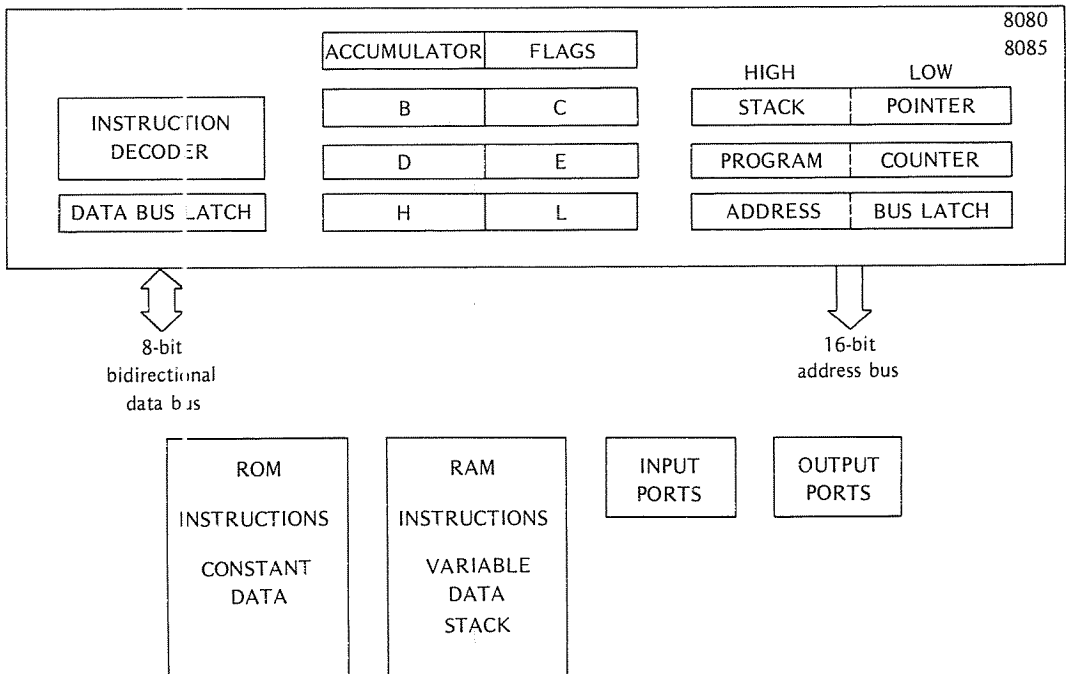 8080
8085
ACCUMULATOR FLAGS
HIGH LOW
B C
STACK POINTER
INSTRUCTION
DECODER
D E
PROGRAM COUNTER
DATA BUS LATCH
H L
ADDRESS BUS LATCH
8-bit
bidirectional
data bus
16-bit
address bus
ROM
INSTRUCTIONS
CONSTANT
DATA
RAM
INSTRUCTIONS
VARIABLE
DATA
STACK
INPUT
PORTS
OUTPUT
PORTS